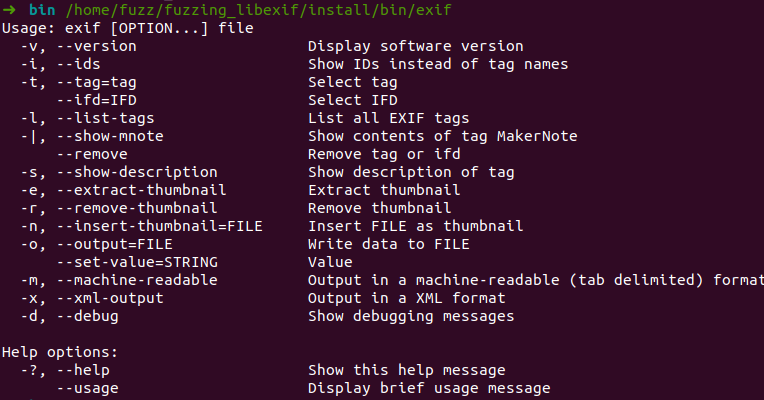 ➜  bin /home/fuzz/fuzzing_libexif/install/bin/exif
Usage: exif [OPTION...] file
  -v, --version                   Display software version
  -i, --ids                       Show IDs instead of tag names
  -t, --tag=tag                   Select tag
      --ifd=IFD                   Select IFD
  -l, --list-tags                 List all EXIF tags
  -|, --show-mnote                Show contents of tag MakerNote
      --remove                    Remove tag or ifd
  -s, --show-description          Show description of tag
  -e, --extract-thumbnail         Extract thumbnail
  -r, --remove-thumbnail          Remove thumbnail
  -n, --insert-thumbnail=FILE     Insert FILE as thumbnail
  -o, --output=FILE               Write data to FILE
      --set-value=STRING          Value
  -m, --machine-readable          Output in a machine-readable (tab delimited) format
  -x, --xml-output                Output in a XML format
  -d, --debug                     Show debugging messages

Help options:
  -?, --help                      Show this help message
      --usage                     Display brief usage message